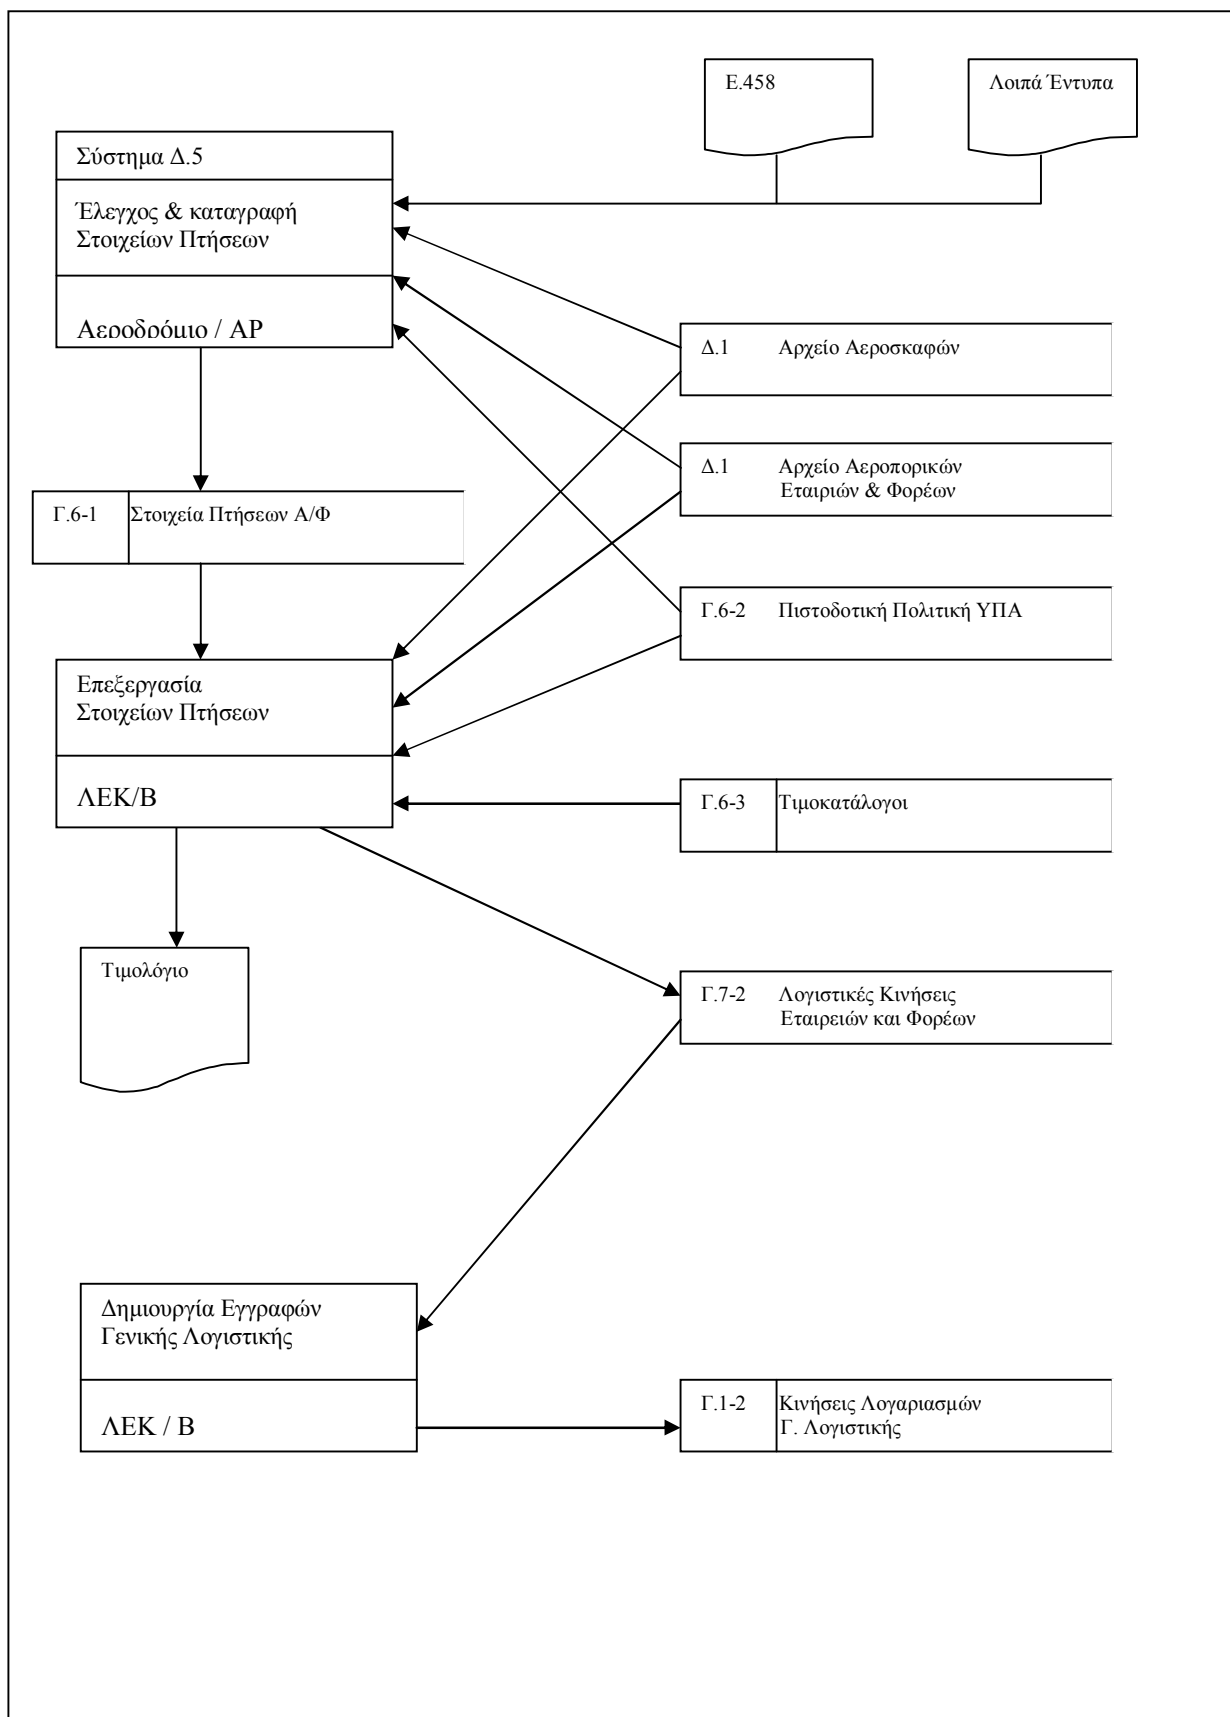 Ε.458
Λοιπά Έντυπα
Σύστημα Δ.5
Έλεγχος & καταγραφή
Στοιχείων Πτήσεων
Αεροδρόμιο / ΑΡ
Δ.1 Αρχείο Αεροσκαφών
Δ.1 Αρχείο Αεροπορικών
Εταιριών & Φορέων
Γ.6-1 Στοιχεία Πτήσεων Α/Φ
Γ.6-2 Πιστοδοτική Πολιτική ΥΠΑ
Επεξεργασία
Στοιχείων Πτήσεων
ΛΕΚ/Β
Γ.6-3 Τιμοκατάλογοι
Τιμολόγιο
Γ.7-2 Λογιστικές Κινήσεις
Εταιρειών και Φορέων
Δημιουργία Εγγραφών
Γενικής Λογιστικής
ΛΕΚ / Β
Γ.1-2 Κινήσεις Λογαριασμών
Γ. Λογιστικής